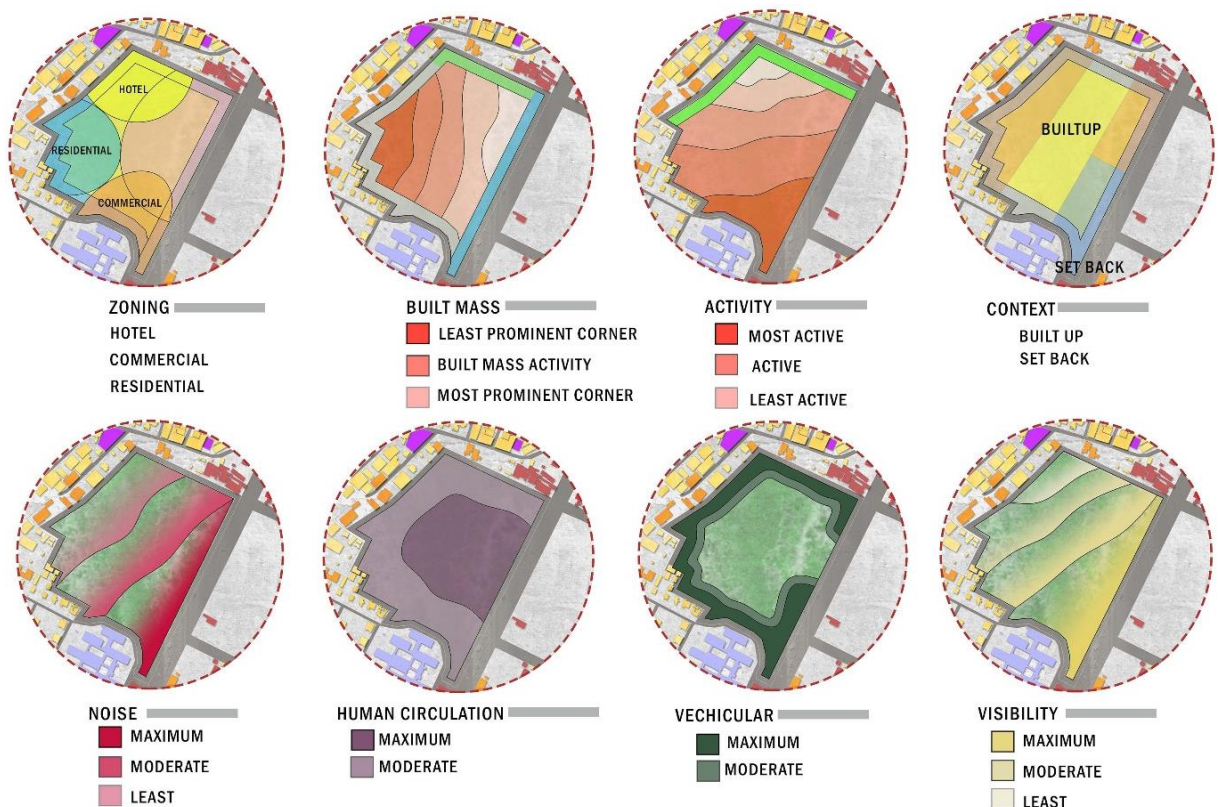 HOTEL
RESIDENTIAL
COMMERCIAL
BUILTUP
SET BACK
ZONING
HOTEL
COMMERCIAL
RESIDENTIAL
BUILT MASS
LEAST PROMINENT CORNER
BUILT MASS ACTIVITY
MOST PROMINENT CORNER
ACTIVITY
MOST ACTIVE
ACTIVE
LEAST ACTIVE
CONTEXT
BUILT UP
SET BACK
NOISE
MAXIMUM
MODERATE
LEAST
HUMAN CIRCULATION
MAXIMUM
MODERATE
VECHICULAR
MAXIMUM
MODERATE
VISIBILITY
MAXIMUM
MODERATE
LEAST